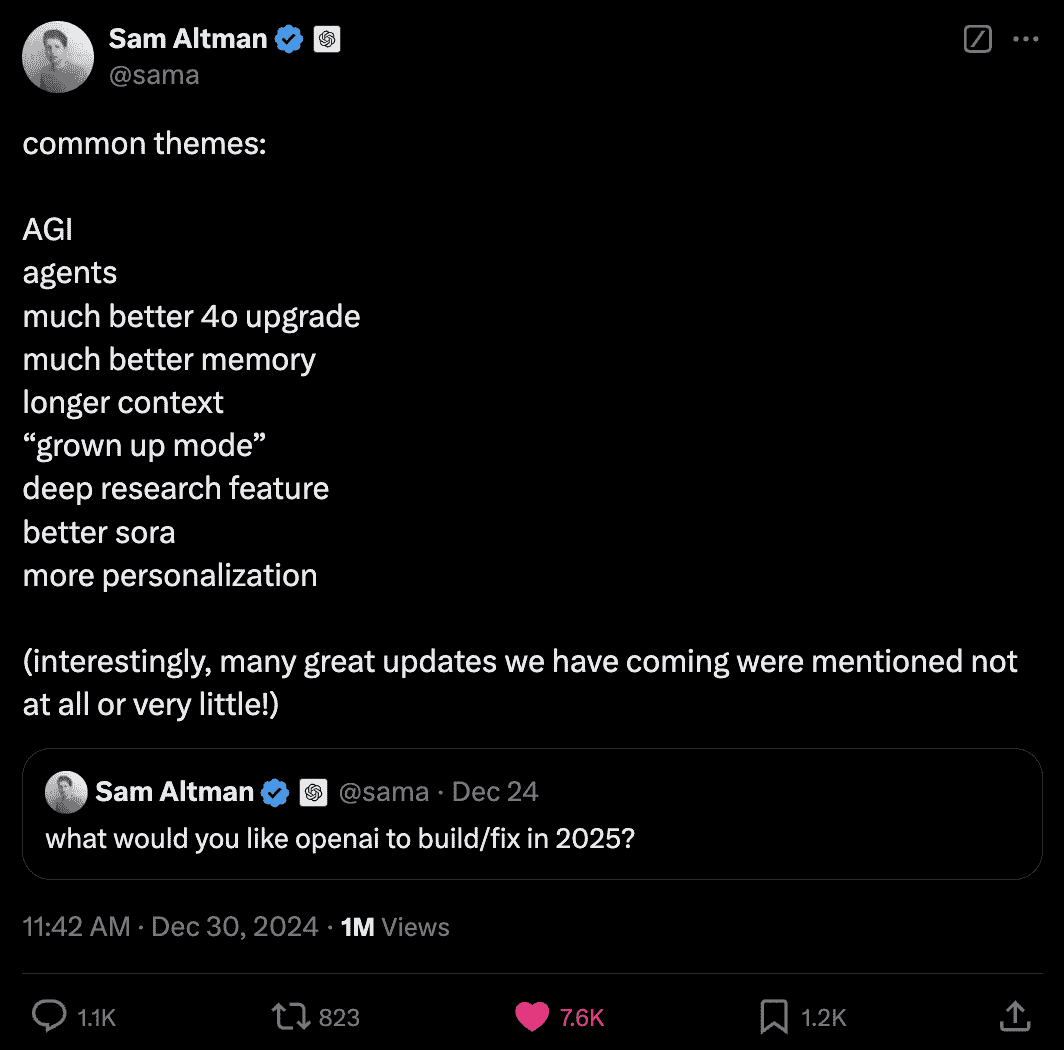 Sam Altman
@sama
common themes:
AGI
agents
much better 4o upgrade
much better memory
longer context
“grown up mode”
deep research feature
better sora
more personalization
(interestingly, many great updates we have coming were mentioned not
at all or very little!)
Sam Altman @sama · Dec 24
what would you like openai to build/fix in 2025?
11:42 AM · Dec 30, 2024 · 1M Views
1.1K 823 7.6K 1.2K